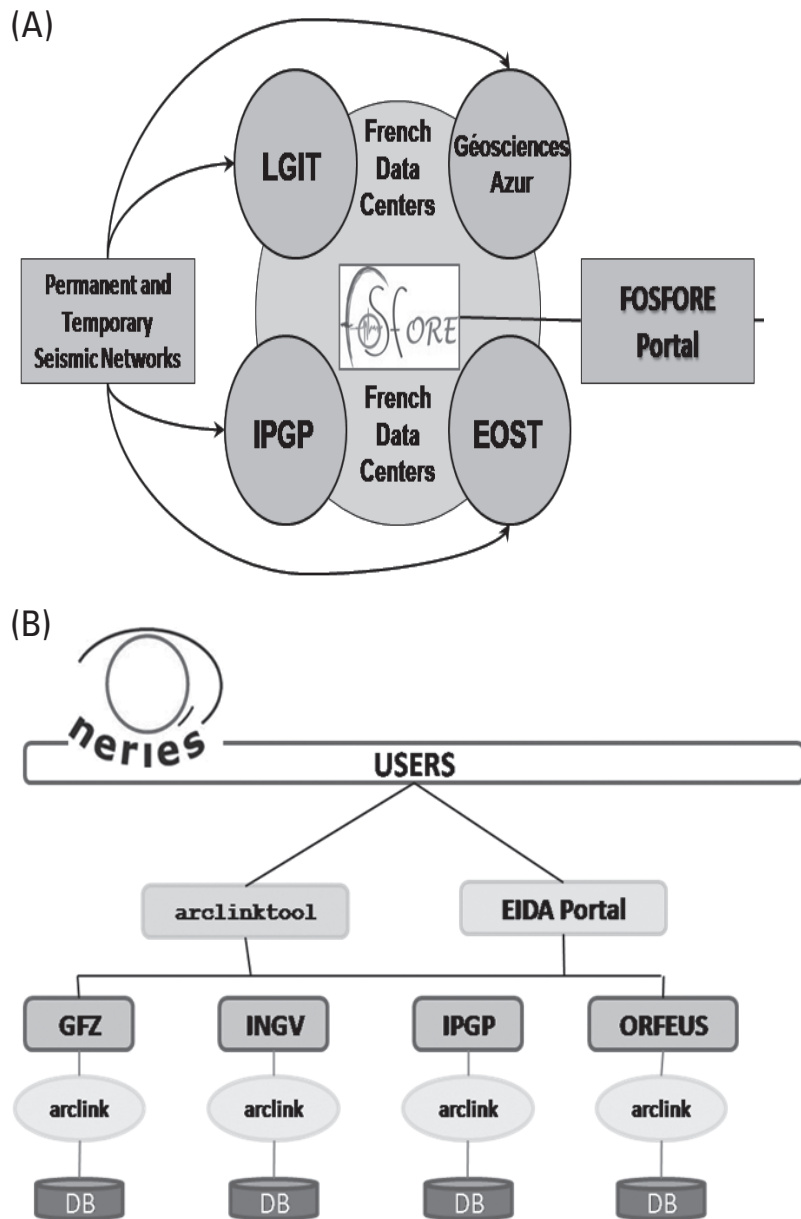 (A)
LGIT
French
Data
Centers
Géosciences
Azur
Permanent and
Temporary
Seismic Networks
FOSFORE
FOSFORE
Portal
IPGP
French
Data
Centers
EOST
(B)
neries
USERS
arclinktool
EIDA Portal
GFZ
INGV
IPGP
ORFEUS
arclink
arclink
arclink
arclink
DB
DB
DB
DB